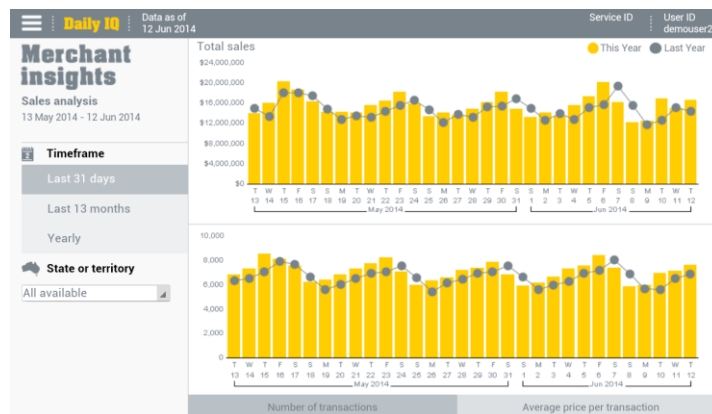 Daily IQ
Data as of
12 Jun 2014
Service ID
User ID
demouser2
Merchant
insights
Sales analysis
13 May 2014 - 12 Jun 2014
2
Timeframe
Last 31 days
Last 13 months
Yearly
State or territory
All available
Total sales
This Year Last Year
$24,000,000
$20,000,000
$16,000,000
$12,000,000
$8,000,000
$4,000,000
$0
T W T F S S M T W T F S S M T W T F S S M T W T F S S M T W T
13 14 15 16 17 18 19 20 21 22 23 24 25 26 27 28 29 30 31 1 2 3 4 5 6 7 8 9 10 11 12
May 2014 Jun 2014
10,000
8,000
6,000
4,000
2,000
0
T W T F S S M T W T F S S M T W T F S S M T W T F S S M T W T
13 14 15 16 17 18 19 20 21 22 23 24 25 26 27 28 29 30 31 1 2 3 4 5 6 7 8 9 10 11 12
May 2014 Jun 2014
Number of transactions
Average price per transaction